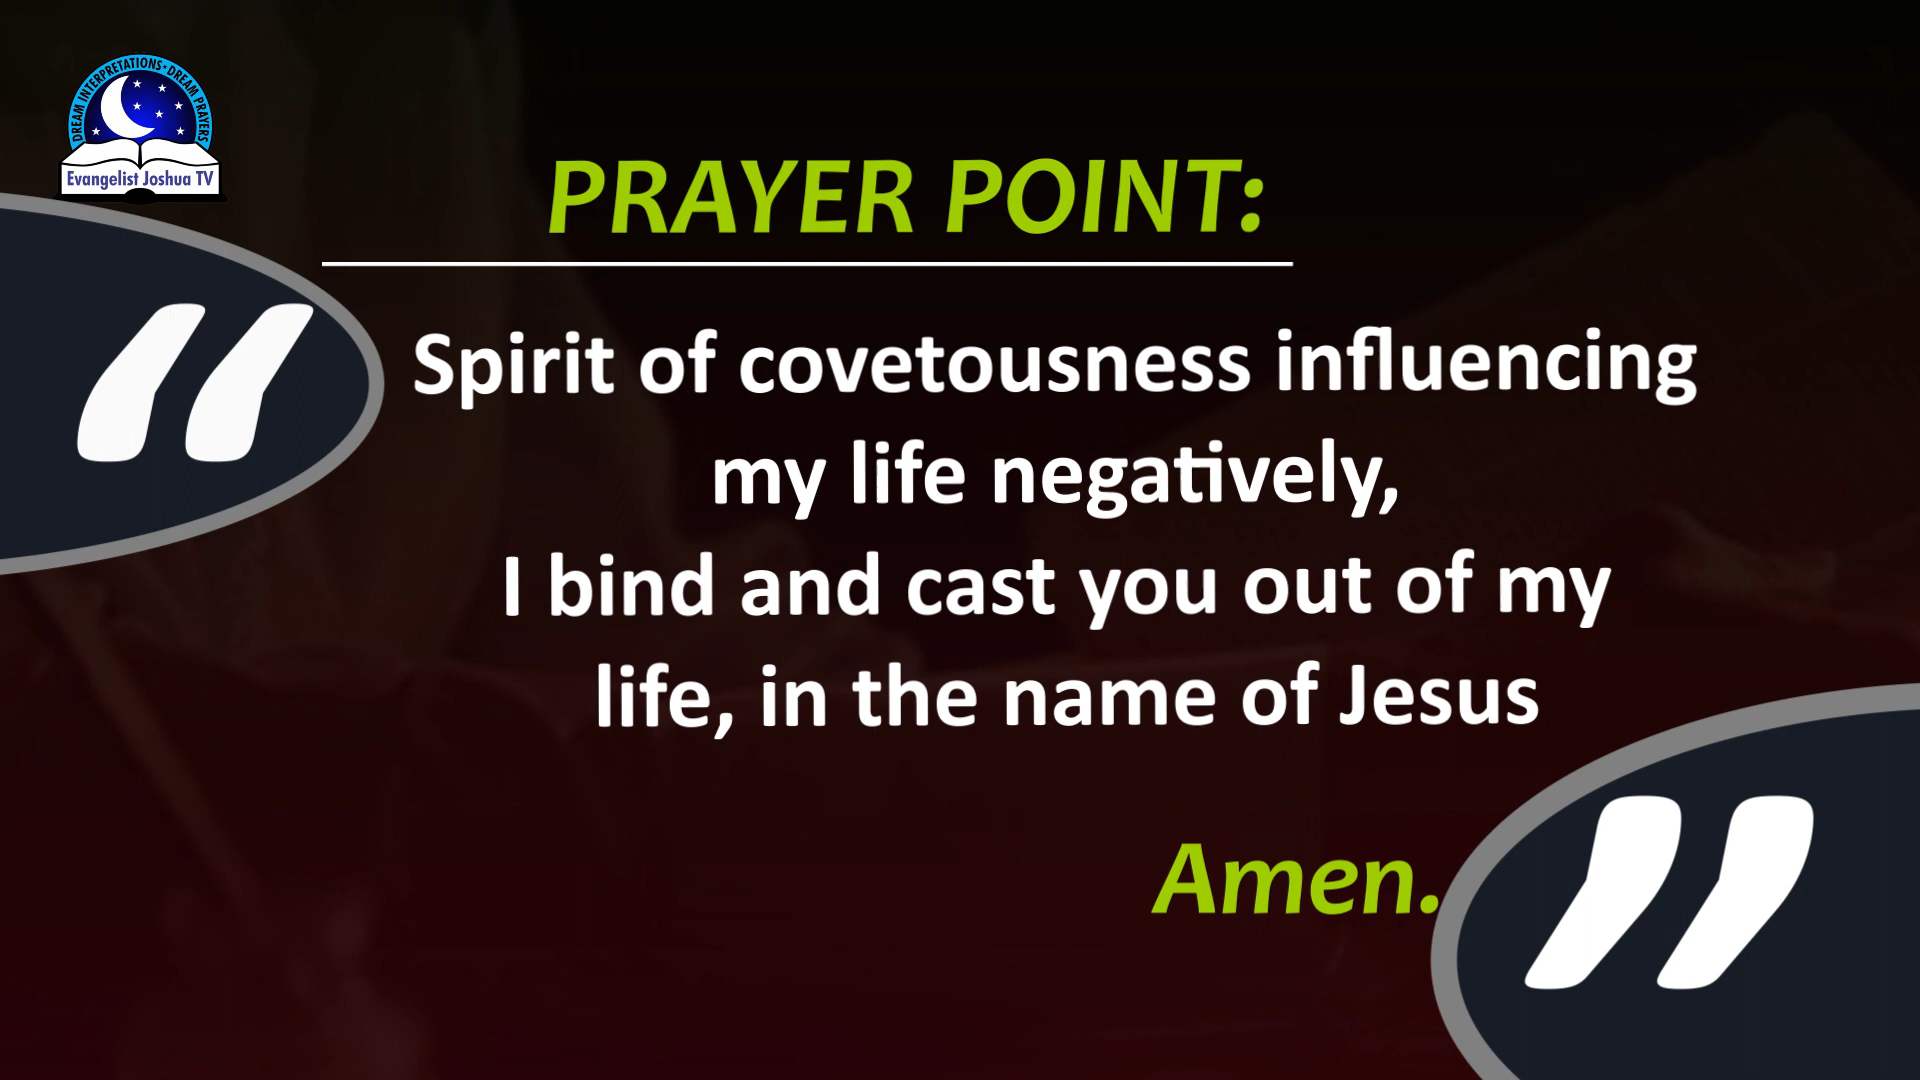 DREAM INTERPRETATIONS • DREAM PRAYERS
Evangelist Joshua TV
PRAYER POINT:
“
Spirit of covetousness influencing
my life negatively,
I bind and cast you out of my
life, in the name of Jesus
Amen.
”